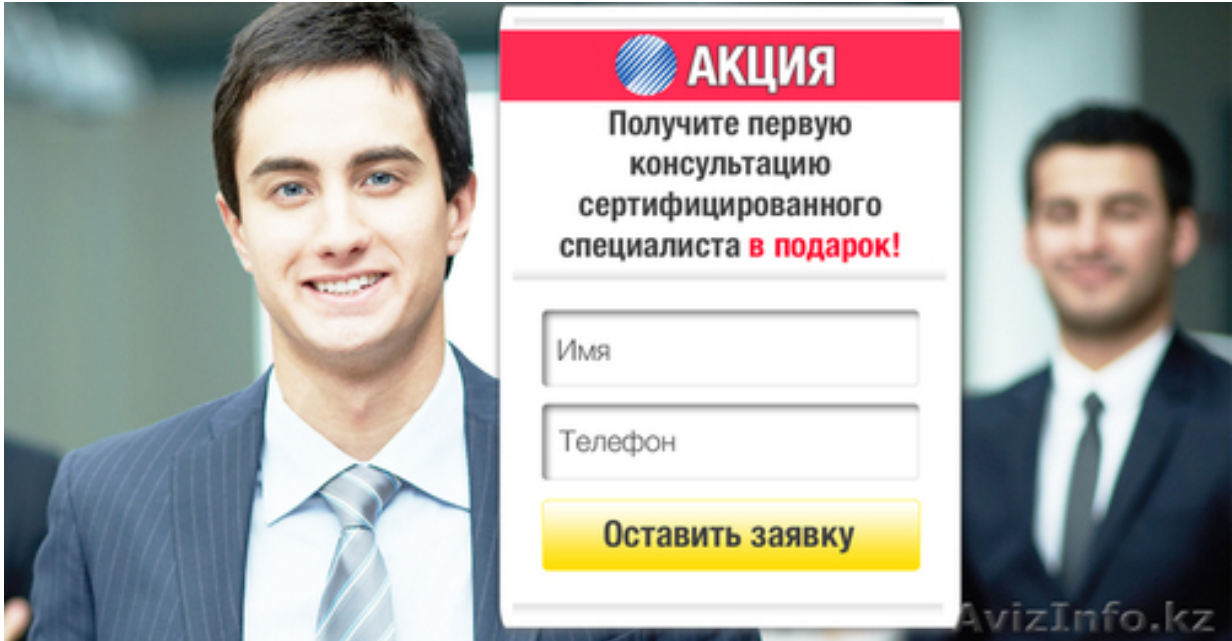 АКЦИЯ
Получите первую
консультацию
сертифицированного
специалиста в подарок!
Имя
Телефон
Оставить заявку
AvizInfo.kz